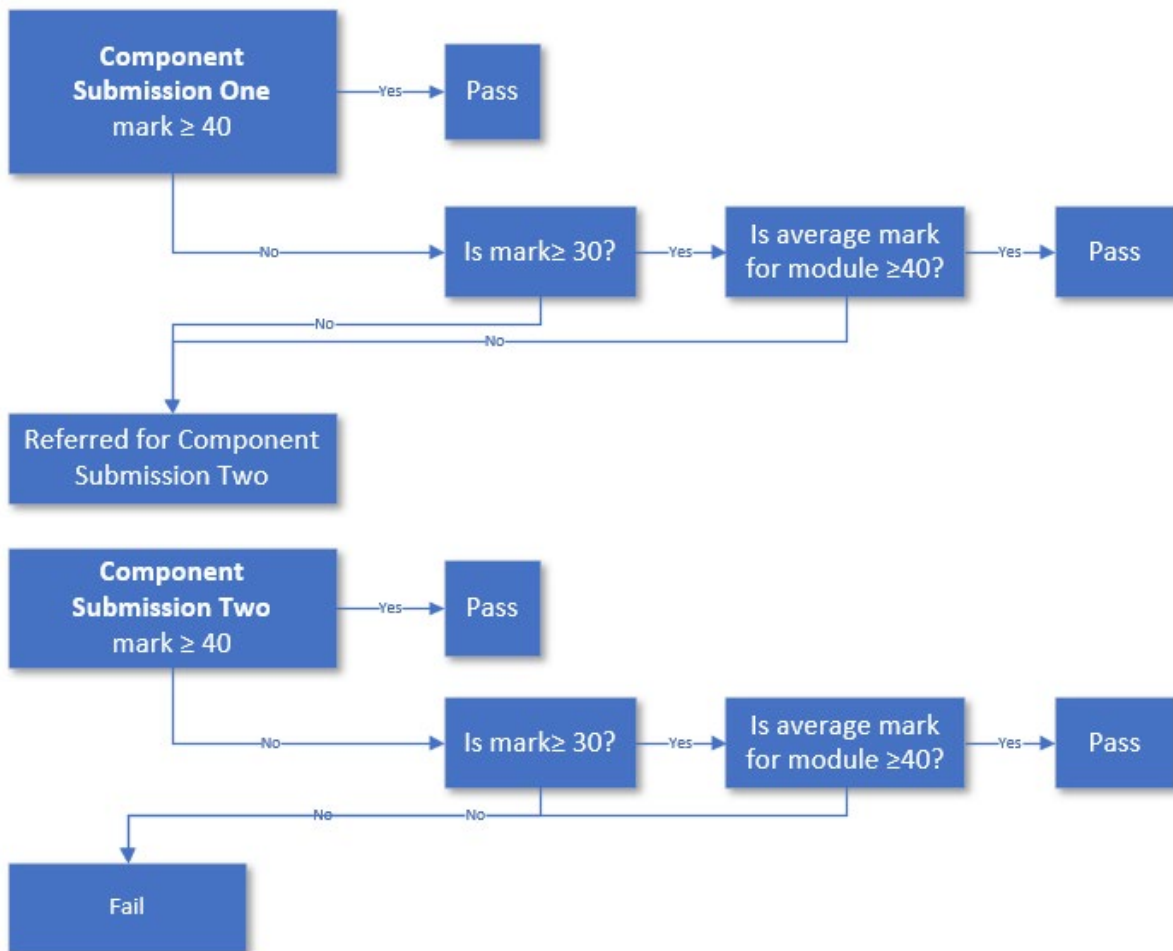 Component
Submission One
mark ≥ 40
Yes
Pass
No
Is mark≥ 30?
Yes
Is average mark
for module ≥40?
Yes
Pass
No
No
Referred for Component
Submission Two
Component
Submission Two
mark ≥ 40
Yes
Pass
No
Is mark≥ 30?
Yes
Is average mark
for module ≥40?
Yes
Pass
No
No
Fail